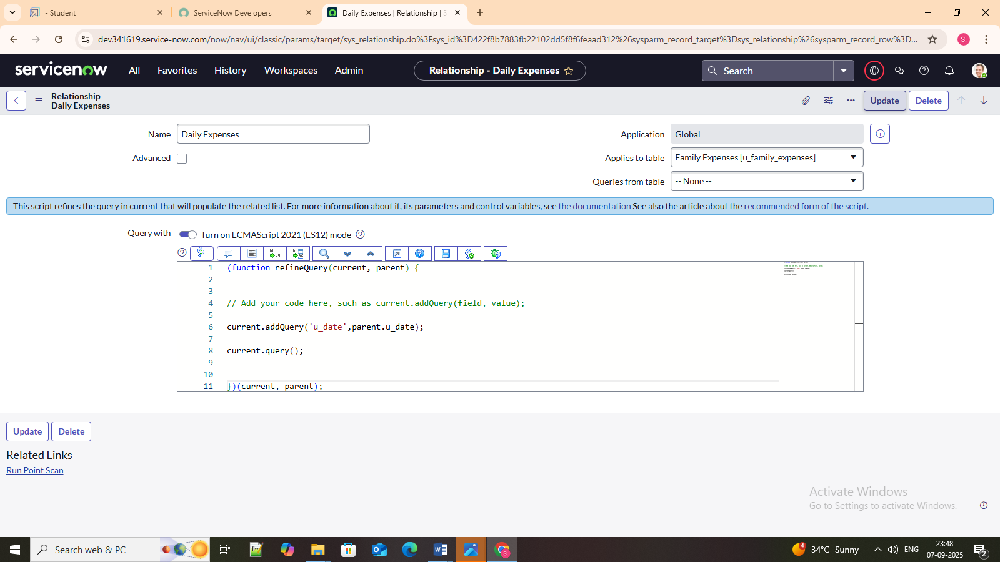 - Student
ServiceNow Developers
Daily Expenses | Relationship | S
dev341619.service-now.com/now/nav/ui/classic/params/target/sys_relationship.do%3Fsys_id%3D422f8b7883fb22102dd5f8f6feaad312%26sysparm_record_target%3Dsys_relationship%26sysparm_record_row%3D...
S.
servicenow
All Favorites History Workspaces Admin
Relationship - Daily Expenses
Search
Relationship
Daily Expenses
Update Delete
Name Daily Expenses
Application Global
Advanced
Applies to table Family Expenses [u_family_expenses]
Queries from table -- None --
This script refines the query in current that will populate the related list. For more information about it, its parameters and control variables, see the documentation See also the article about the recommended form of the script.
Query with Turn on ECMAScript 2021 (ES12) mode
1 (function refineQuery(current, parent) {
2
3
4 // Add your code here, such as current.addQuery(field, value);
5
6 current.addQuery('u_date',parent.u_date);
7
8 current.query();
9
10
11 })(current, parent);
Update Delete
Related Links
Run Point Scan
Activate Windows
Go to Settings to activate Windows.
Search web & PC
4
34°C Sunny
ENG
23:48
07-09-2025
2